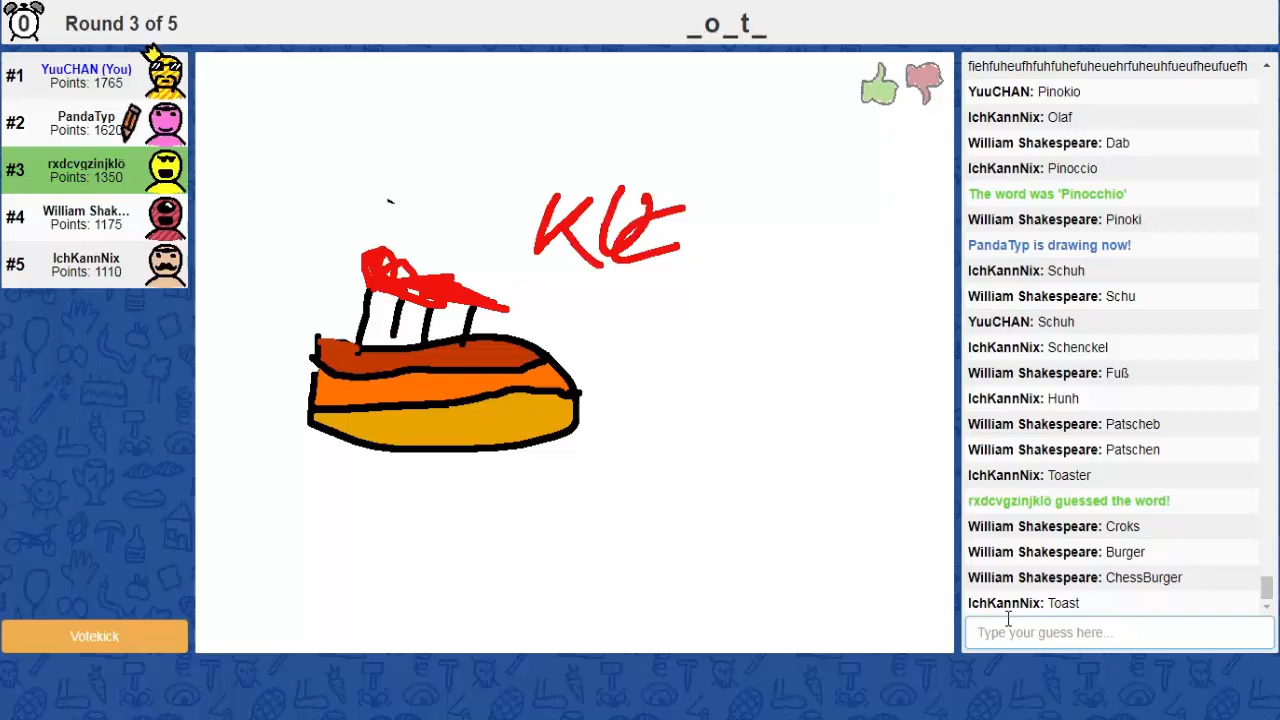 0
Round 3 of 5
_o_t_
#1
YuuCHAN (You)
Points: 1765
#2
PandaTyp
Points: 1620
#3
rxdcvgzinjklö
Points: 1350
#4
William Shak...
Points: 1175
#5
IchKannNix
Points: 1110
Votekick
fiehfuheufhfuhfuhefuheuehrfuheuhfueufheufuefh
YuuCHAN: Pinokio
IchKannNix: Olaf
William Shakespeare: Dab
IchKannNix: Pinoccio
The word was 'Pinocchio'
William Shakespeare: Pinoki
PandaTyp is drawing now!
IchKannNix: Schuh
William Shakespeare: Schu
YuuCHAN: Schuh
IchKannNix: Schenckel
William Shakespeare: Fuß
IchKannNix: Hunh
William Shakespeare: Patscheb
William Shakespeare: Patschen
IchKannNix: Toaster
rxdcvgzinjklö guessed the word!
William Shakespeare: Croks
William Shakespeare: Burger
William Shakespeare: ChessBurger
IchKannNix: Toast
Type your guess here...